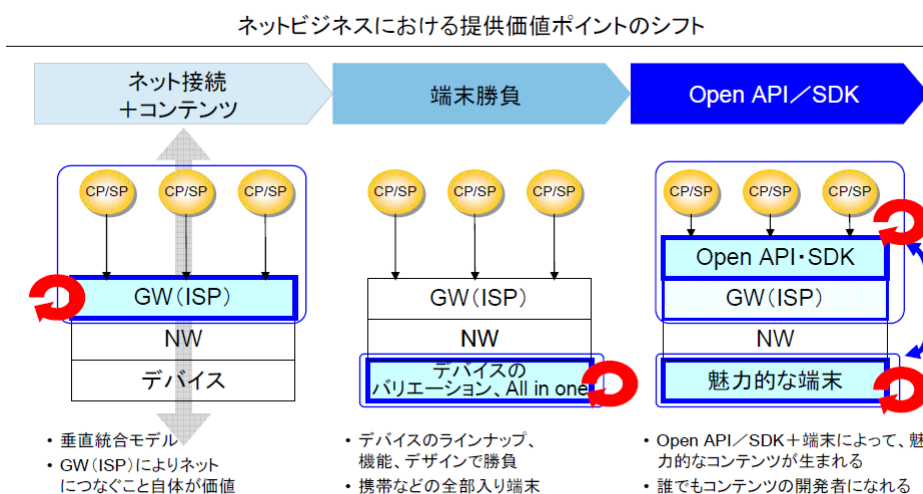 ネットビジネスにおける提供価値ポイントのシフト
ネット接続
+コンテンツ
端末勝負
Open API/SDK
CP/SP
CP/SP
CP/SP
GW(ISP)
NW
デバイス
・垂直統合モデル
・GW(ISP)によりネット
につなぐこと自体が価値
CP/SP
CP/SP
CP/SP
GW(ISP)
NW
デバイスの
バリエーション、All in one
・デバイスのラインナップ、
機能、デザインで勝負
・携帯などの全部入り端末
CP/SP
CP/SP
CP/SP
Open API・SDK
GW(ISP)
NW
魅力的な端末
・Open API/SDK+端末によって、魅
力的なコンテンツが生まれる
・誰でもコンテンツの開発者になれる